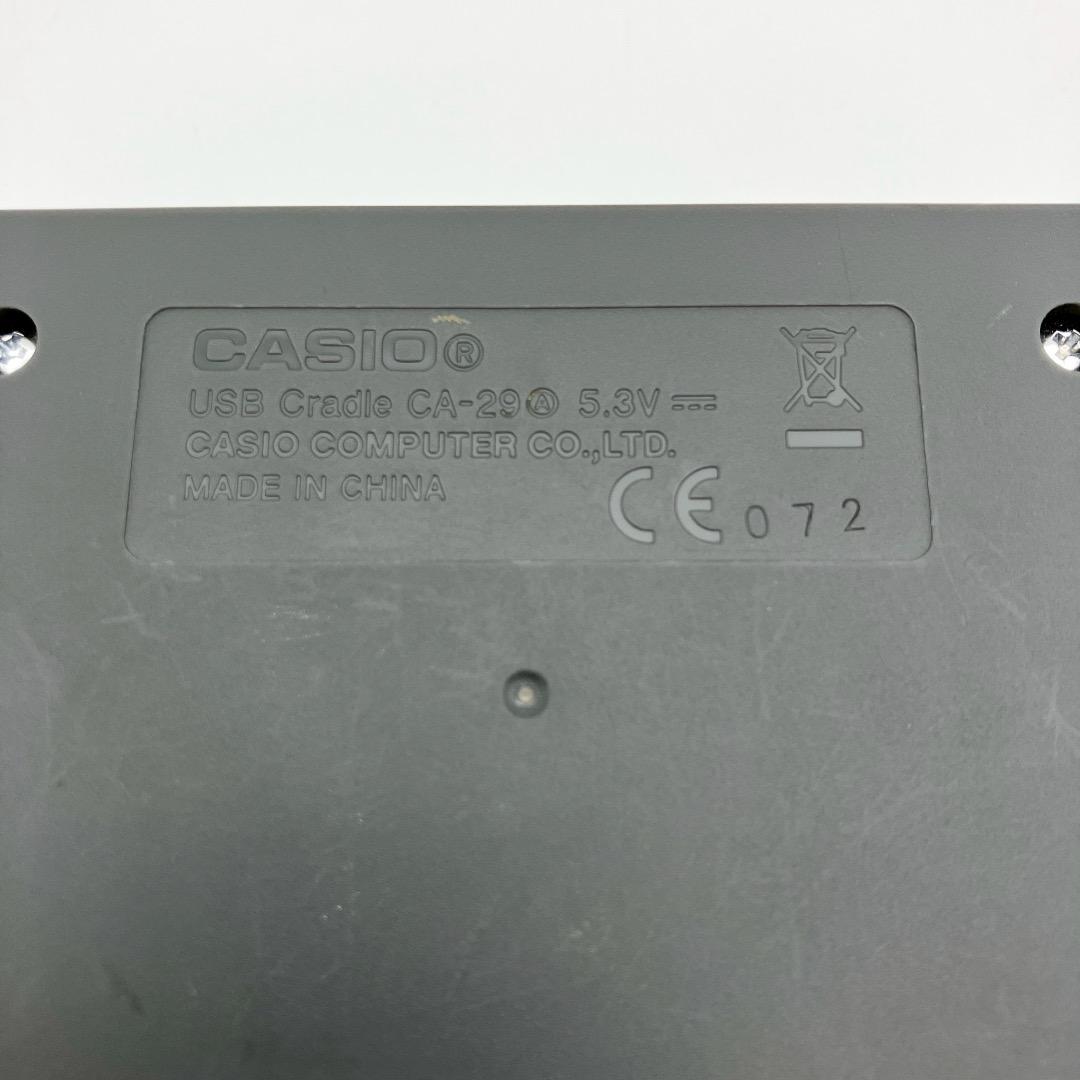 CASIO®
USB Cradle CA-29Ⓐ 5.3V⎓
CASIO COMPUTER CO.,LTD.
MADE IN CHINA
CE 072